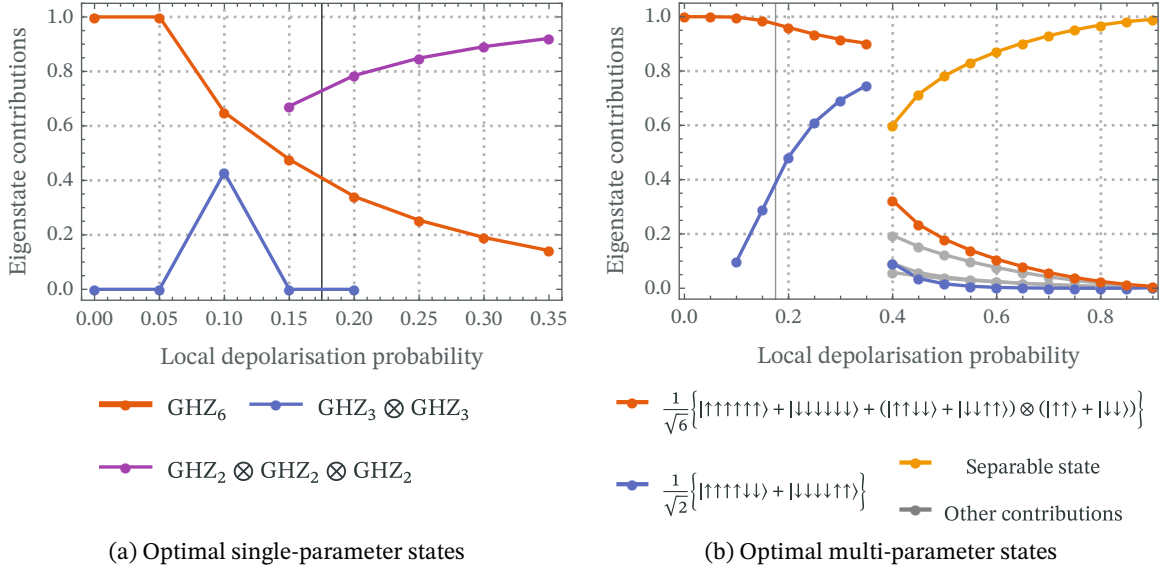 Eigenstate contributions
1.0
0.8
0.6
0.4
0.2
0.0
0.00 0.05 0.10 0.15 0.20 0.25 0.30 0.35
Local depolarisation probability
GHZ₆ GHZ₃ ⊗ GHZ₃
GHZ₂ ⊗ GHZ₂ ⊗ GHZ₂
(a) Optimal single-parameter states
Eigenstate contributions
1.0
0.8
0.6
0.4
0.2
0.0
0.0 0.2 0.4 0.6 0.8
Local depolarisation probability
1/√6 {|↑↑↑↑↑↑⟩ + |↓↓↓↓↓↓⟩ + (|↑↑↓↓⟩ + |↓↓↑↑⟩) ⊗ (|↑↑⟩ + |↓↓⟩)}
1/√2 {|↑↑↑↑↓↓⟩ + |↓↓↓↓↑↑⟩}
Separable state
Other contributions
(b) Optimal multi-parameter states